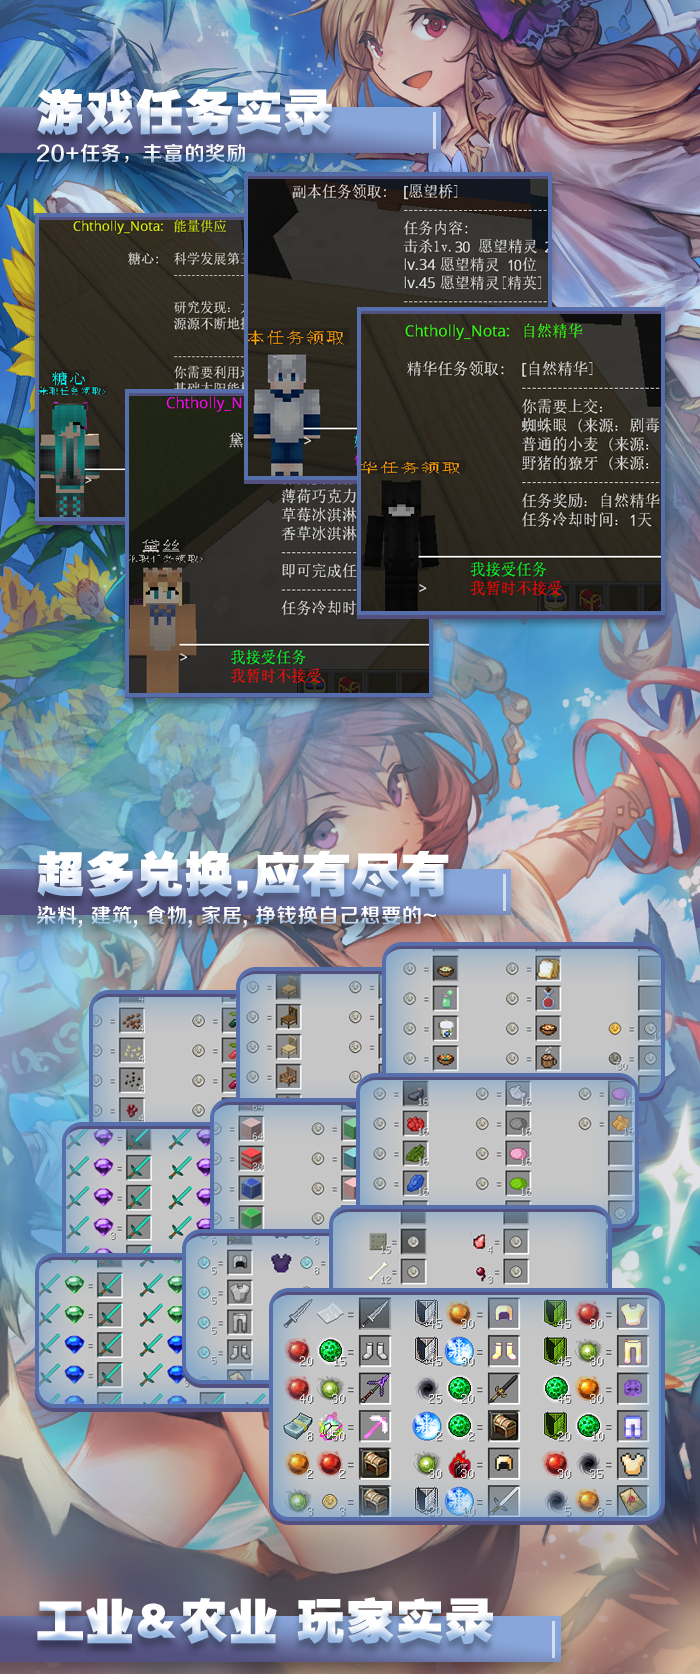 游戏任务实录
20+任务，丰富的奖励
Chtholly_Nota: 能量供应
糖心: 科学发展第
研究发现:
源源不断地
你需要利用
糖心
副本任务领取: [愿望桥]
任务内容:
击杀lv.30 愿望精灵 2
lv.34 愿望精灵 10位
lv.45 愿望精灵[精英]
本任务领取
>
Chtholly_Nota: 自然精华
精华任务领取: [自然精华]
你需要上交:
蜘蛛眼 (来源: 剧毒
普通的小麦 (来源:
野猪的獠牙 (来源:
任务奖励: 自然精华
任务冷却时间: 1天
华任务领取
> 我接受任务
我暂时不接受
Chtholly_N
黛
薄荷巧克力
草莓冰淇淋
香草冰淇淋
即可完成任
任务冷却时
黛丝
> 我接受任务
我暂时不接受
超多兑换,应有尽有
染料, 建筑, 食物, 家居, 挣钱换自己想要的~
工业&农业 玩家实录